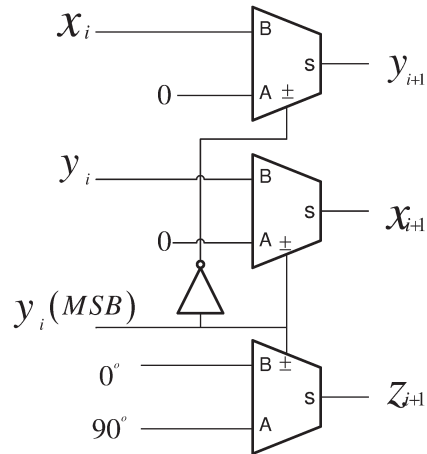 x_i B
S y_{i+1}
0 A ±
y_i B
S x_{i+1}
0 A ±
y_i(MSB)
0° B ±
S z_{i+1}
90° A